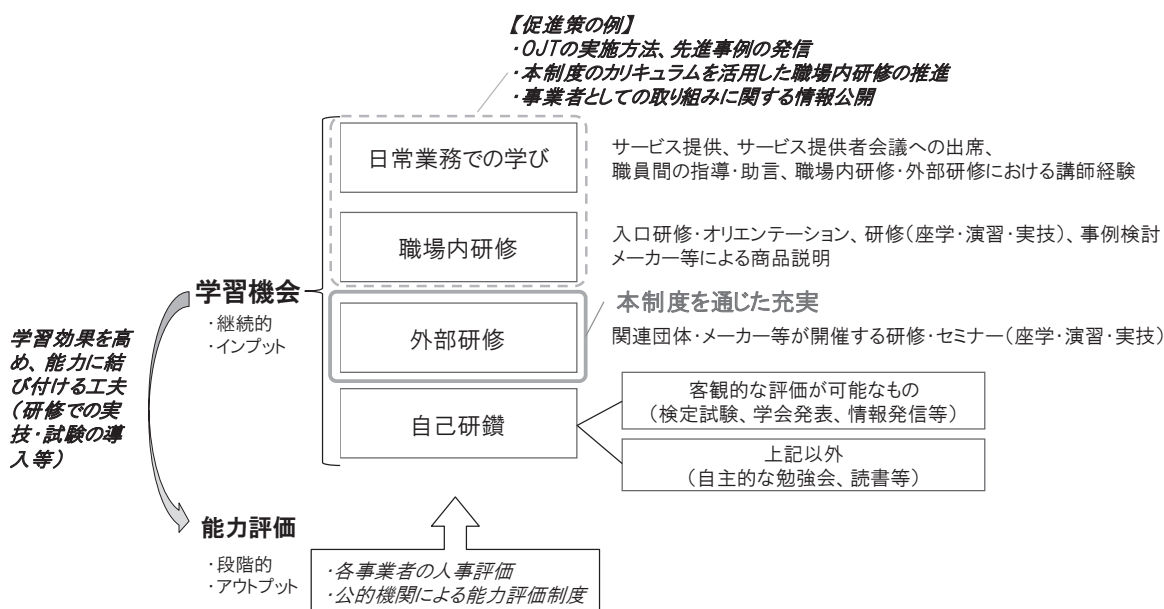 【促進策の例】
・OJTの実施方法、先進事例の発信
・本制度のカリキュラムを活用した職場内研修の推進
・事業者としての取り組みに関する情報公開
日常業務での学び
サービス提供、サービス提供者会議への出席、
職員間の指導・助言、職場内研修・外部研修における講師経験
職場内研修
入口研修・オリエンテーション、研修（座学・演習・実技）、事例検討
メーカー等による商品説明
学習機会
・継続的
・インプット
本制度を通じた充実
外部研修
関連団体・メーカー等が開催する研修・セミナー（座学・演習・実技）
学習効果を高
め、能力に結
び付ける工夫
（研修での実
技・試験の導
入等）
自己研鑽
客観的な評価が可能なもの
（検定試験、学会発表、情報発信等）
上記以外
（自主的な勉強会、読書等）
能力評価
・段階的
・アウトプット
・各事業者の人事評価
・公的機関による能力評価制度